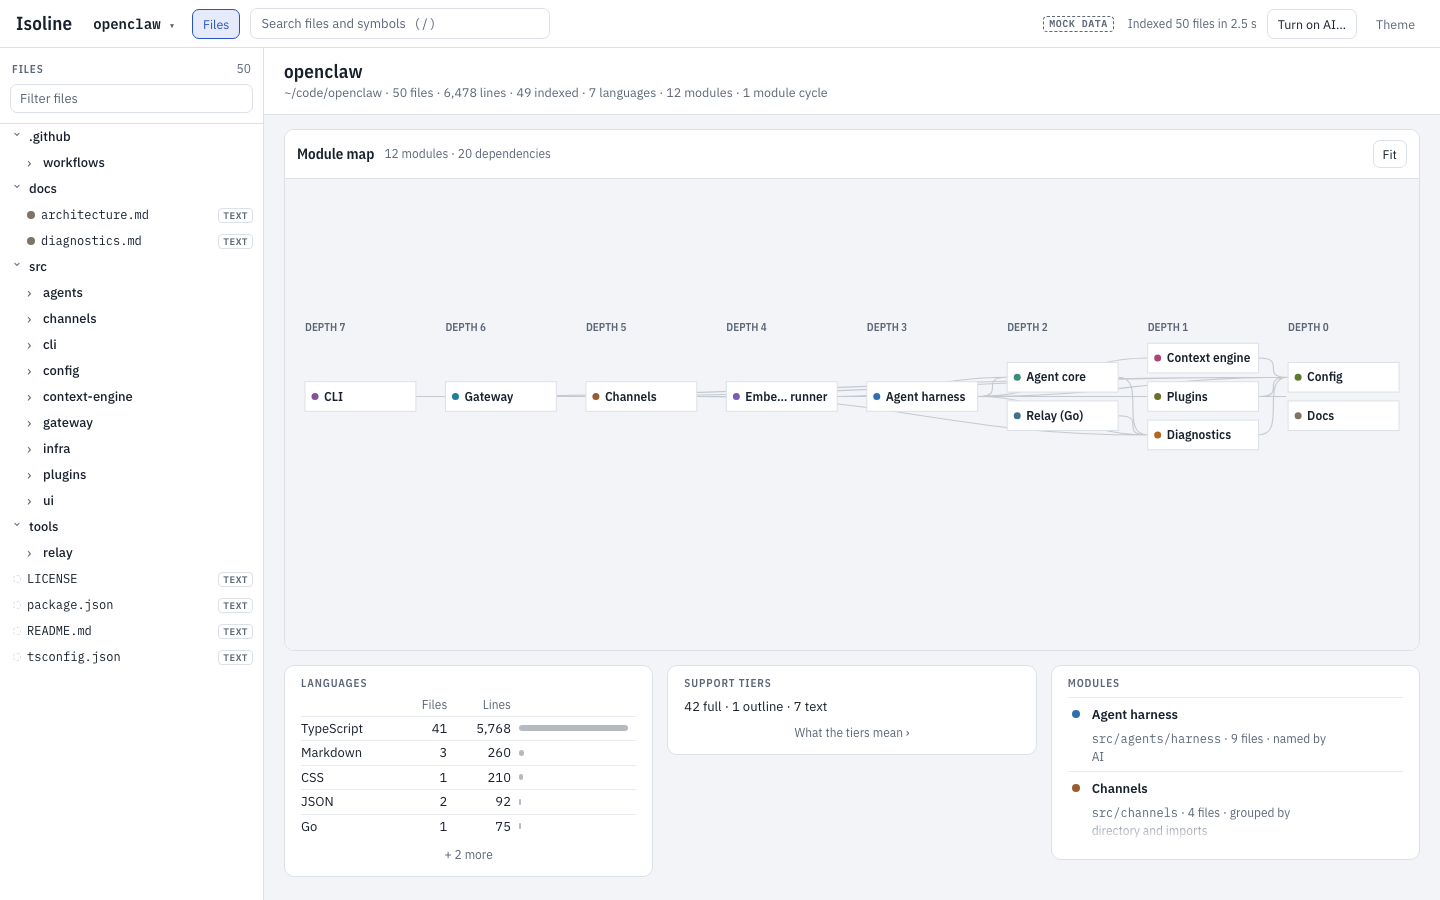 Isoline
openclaw ▾
Files
Search files and symbols (/)
MOCK DATA
Indexed 50 files in 2.5 s
Turn on AI…
Theme
FILES 50
Filter files
.github
workflows
docs
architecture.md TEXT
diagnostics.md TEXT
src
agents
channels
cli
config
context-engine
gateway
infra
plugins
ui
tools
relay
LICENSE TEXT
package.json TEXT
README.md TEXT
tsconfig.json TEXT
openclaw
~/code/openclaw · 50 files · 6,478 lines · 49 indexed · 7 languages · 12 modules · 1 module cycle
Module map 12 modules · 20 dependencies
Fit
DEPTH 7 DEPTH 6 DEPTH 5 DEPTH 4 DEPTH 3 DEPTH 2 DEPTH 1 DEPTH 0
CLI
Gateway
Channels
Embe… runner
Agent harness
Agent core
Relay (Go)
Context engine
Plugins
Diagnostics
Config
Docs
LANGUAGES
Files Lines
TypeScript 41 5,768
Markdown 3 260
CSS 1 210
JSON 2 92
Go 1 75
+ 2 more
SUPPORT TIERS
42 full · 1 outline · 7 text
What the tiers mean ›
MODULES
Agent harness
src/agents/harness · 9 files · named by
AI
Channels
src/channels · 4 files · grouped by
directory and imports